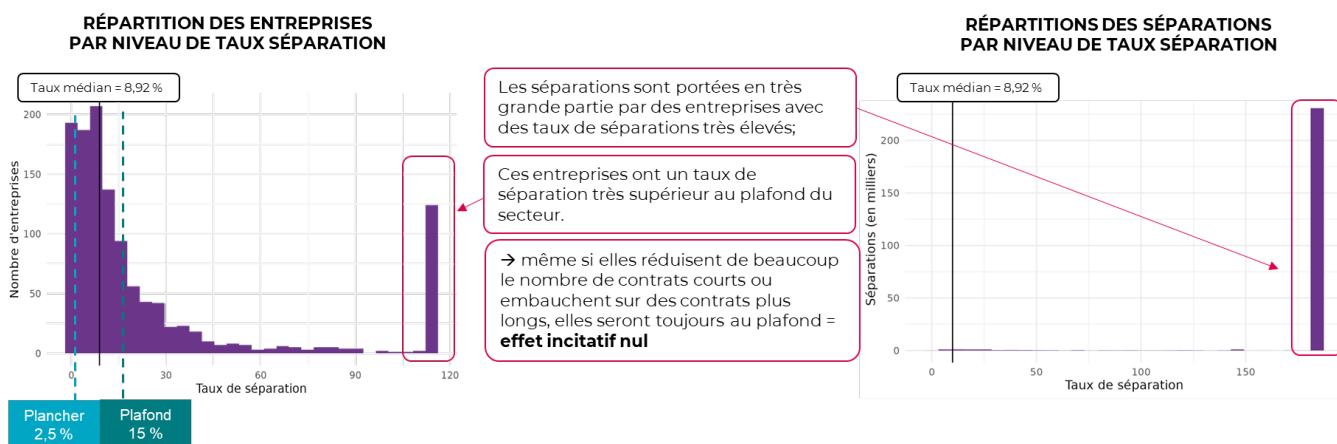 RÉPARTITION DES ENTREPRISES
PAR NIVEAU DE TAUX SÉPARATION
Taux médian = 8,92 %
Nombre d'entreprises
200
150
100
50
0
0
30
60
90
120
Taux de séparation
Plancher
2,5 %
Plafond
15 %
Les séparations sont portées en très
grande partie par des entreprises avec
des taux de séparations très élevés;
Ces entreprises ont un taux de
séparation très supérieur au plafond du
secteur.
→ même si elles réduisent de beaucoup
le nombre de contrats courts ou
embauchent sur des contrats plus
longs, elles seront toujours au plafond =
effet incitatif nul
RÉPARTITIONS DES SÉPARATIONS
PAR NIVEAU DE TAUX SÉPARATION
Taux médian = 8,92 %
Séparations (en milliers)
200
150
100
50
0
0
50
100
150
Taux de séparation